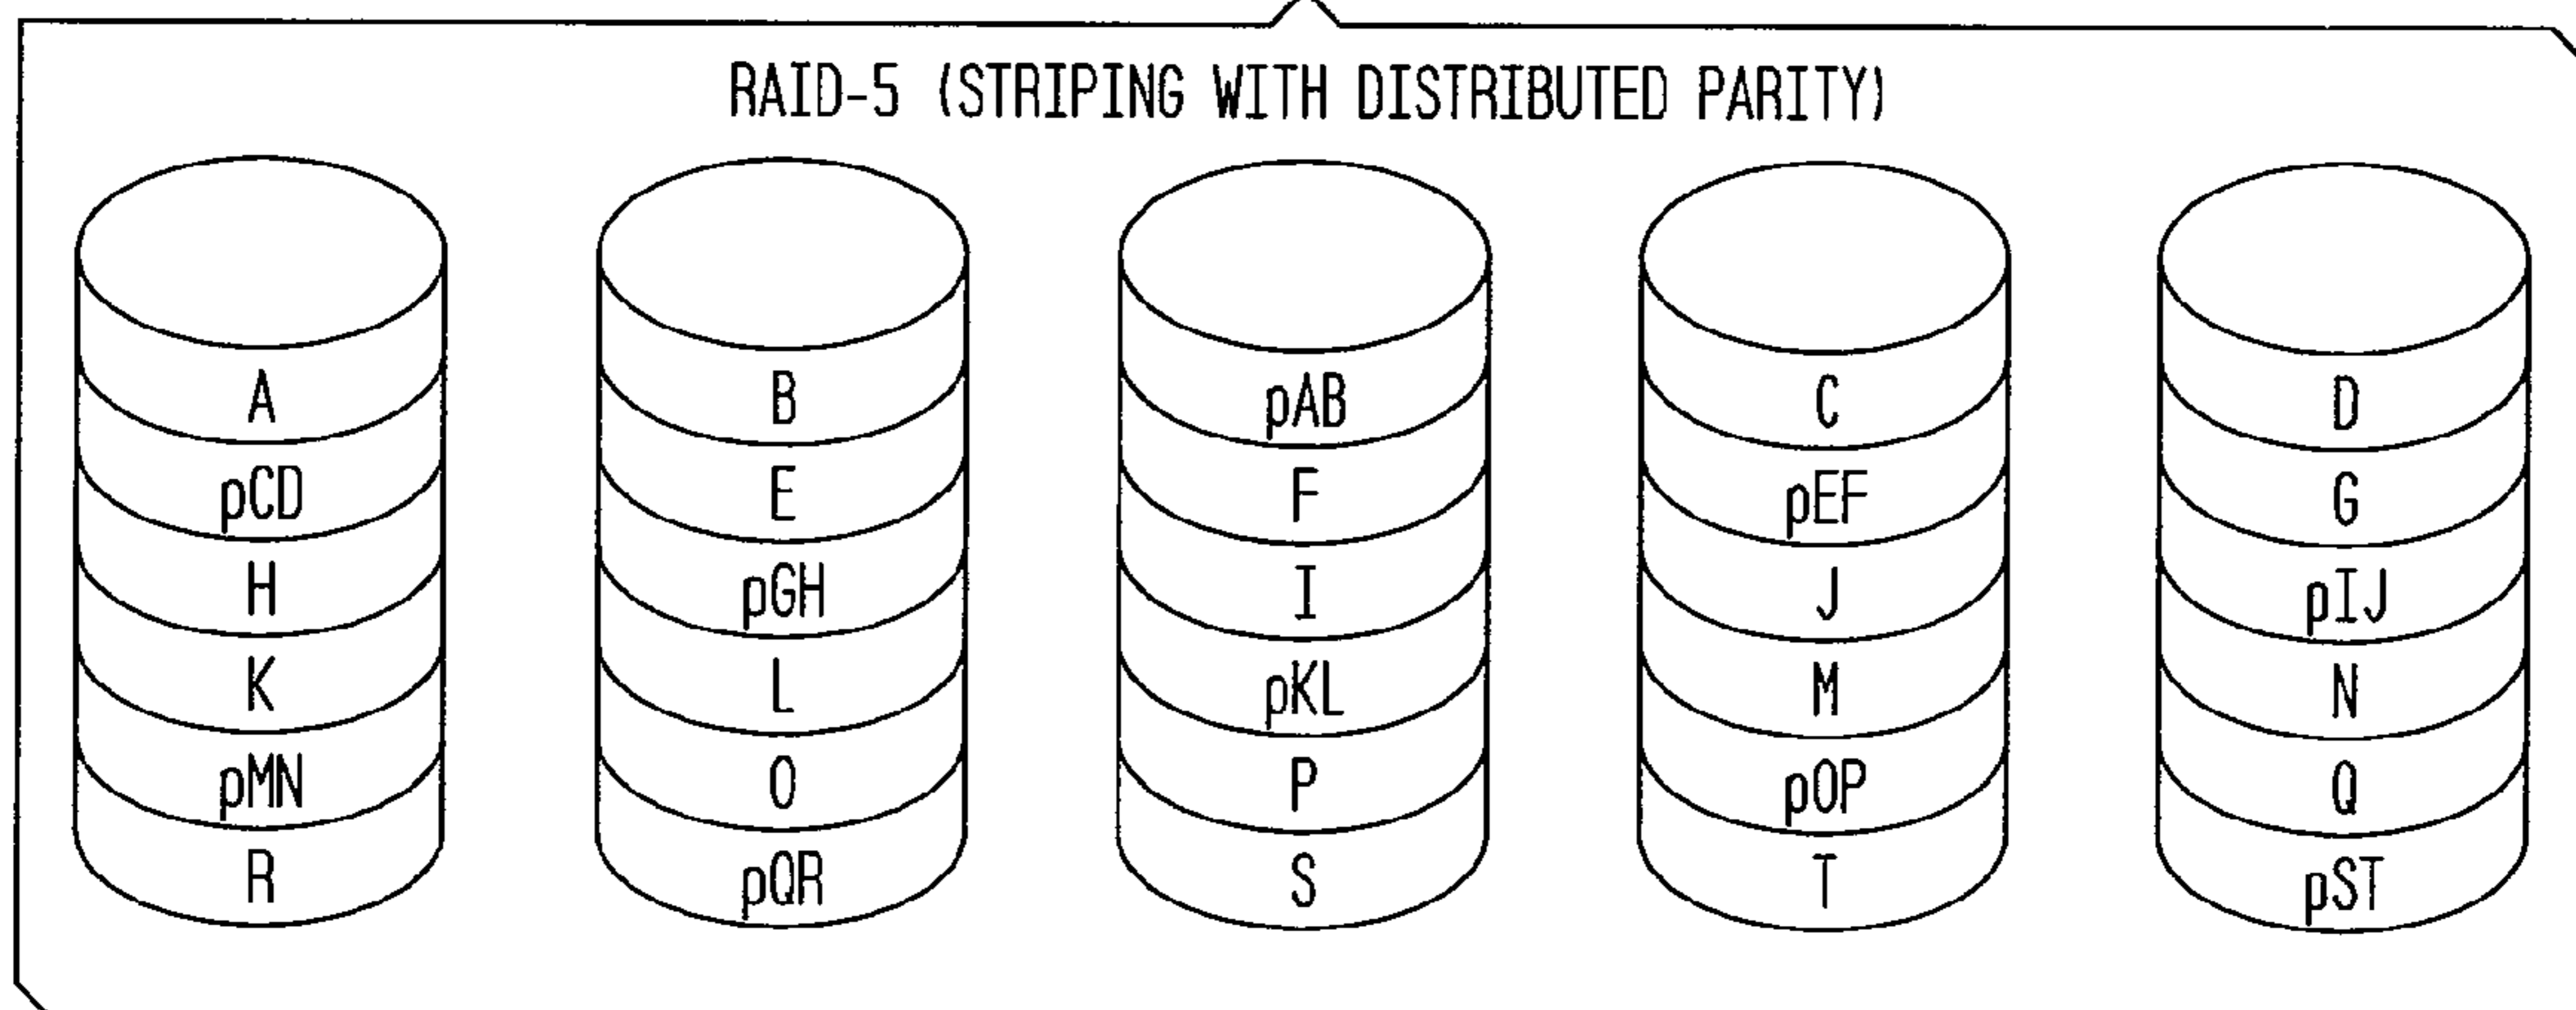 RAID-5 (STRIPING WITH DISTRIBUTED PARITY)
A B pAB C D
pCD E F pEF G
H pGH I J pIJ
K L pKL M N
pMN O P pOP Q
R pQR S T pST